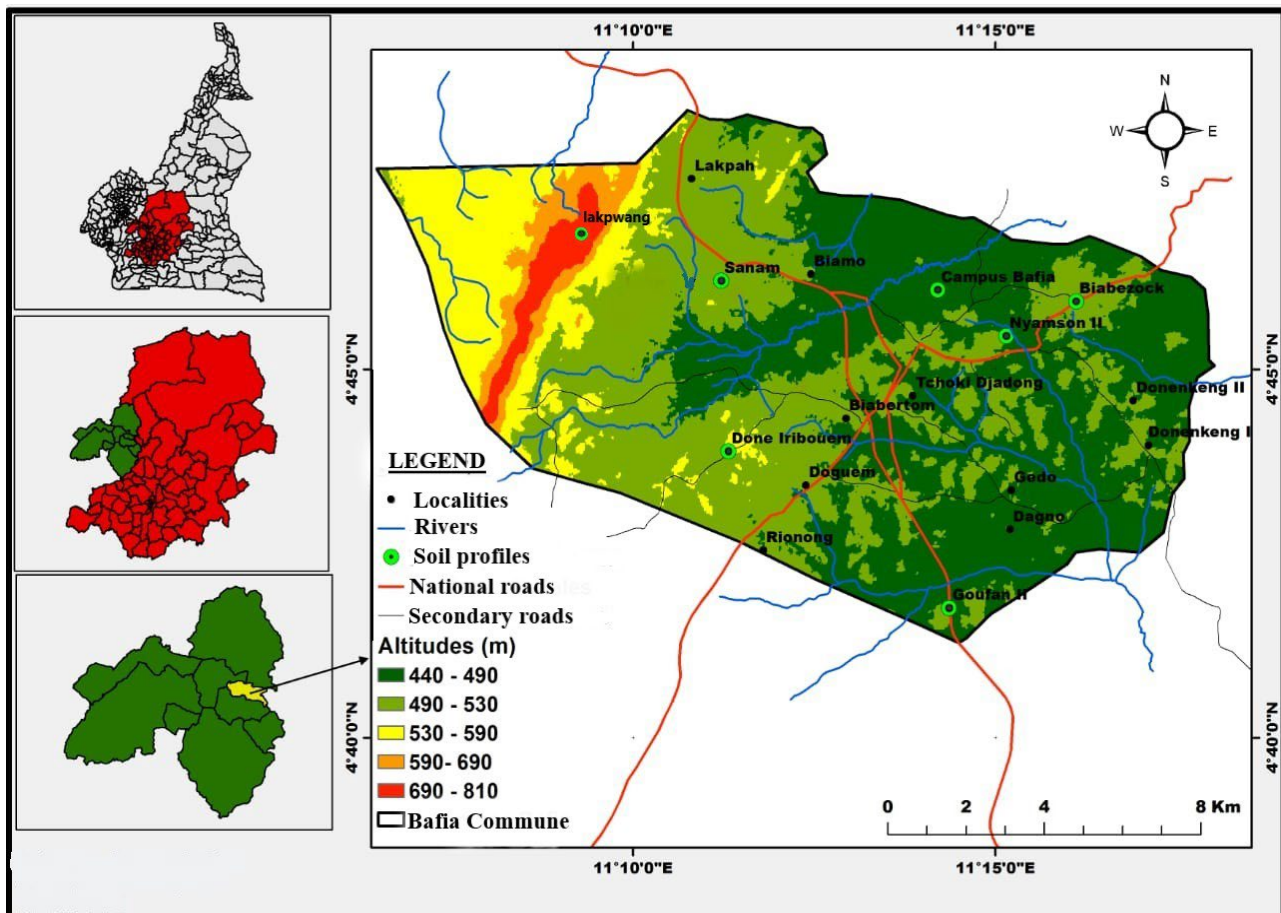 11°10'0"E
11°15'0"E
N
W
E
S
Lakpah
lakpwang
Sanam
Blamo
Campus Bafia
Biabezock
Nyamson II
4°45'0"N
4°45'0"N
Tchoki Djadong
Donenkeng II
Biabertom
Donenkeng I
Done Iribouem
Doguem
Gedo
Dagno
Rionong
Goufan II
LEGEND
Localities
Rivers
Soil profiles
National roads
Secondary roads
Altitudes (m)
440 - 490
490 - 530
530 - 590
590- 690
690 - 810
Bafia Commune
4°40'0"N
4°40'0"N
0 2 4 8 Km
11°10'0"E
11°15'0"E